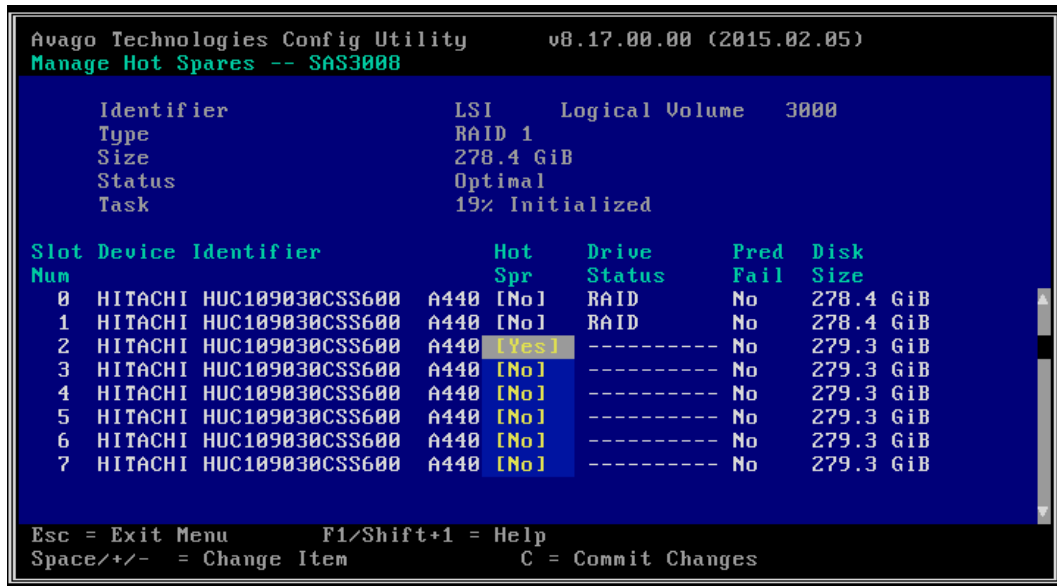 Avago Technologies Config Utility v8.17.00.00 (2015.02.05)
Manage Hot Spares -- SAS3008
Identifier LSI Logical Volume 3000
Type RAID 1
Size 278.4 GiB
Status Optimal
Task 19% Initialized
Slot Device Identifier Hot Drive Pred Disk
Num Spr Status Fail Size
0 HITACHI HUC109030CSS600 A440 [No] RAID No 278.4 GiB
1 HITACHI HUC109030CSS600 A440 [No] RAID No 278.4 GiB
2 HITACHI HUC109030CSS600 A440 [Yes] ---------- No 279.3 GiB
3 HITACHI HUC109030CSS600 A440 [No] ---------- No 279.3 GiB
4 HITACHI HUC109030CSS600 A440 [No] ---------- No 279.3 GiB
5 HITACHI HUC109030CSS600 A440 [No] ---------- No 279.3 GiB
6 HITACHI HUC109030CSS600 A440 [No] ---------- No 279.3 GiB
7 HITACHI HUC109030CSS600 A440 [No] ---------- No 279.3 GiB
Esc = Exit Menu F1/Shift+1 = Help
Space/+/- = Change Item C = Commit Changes